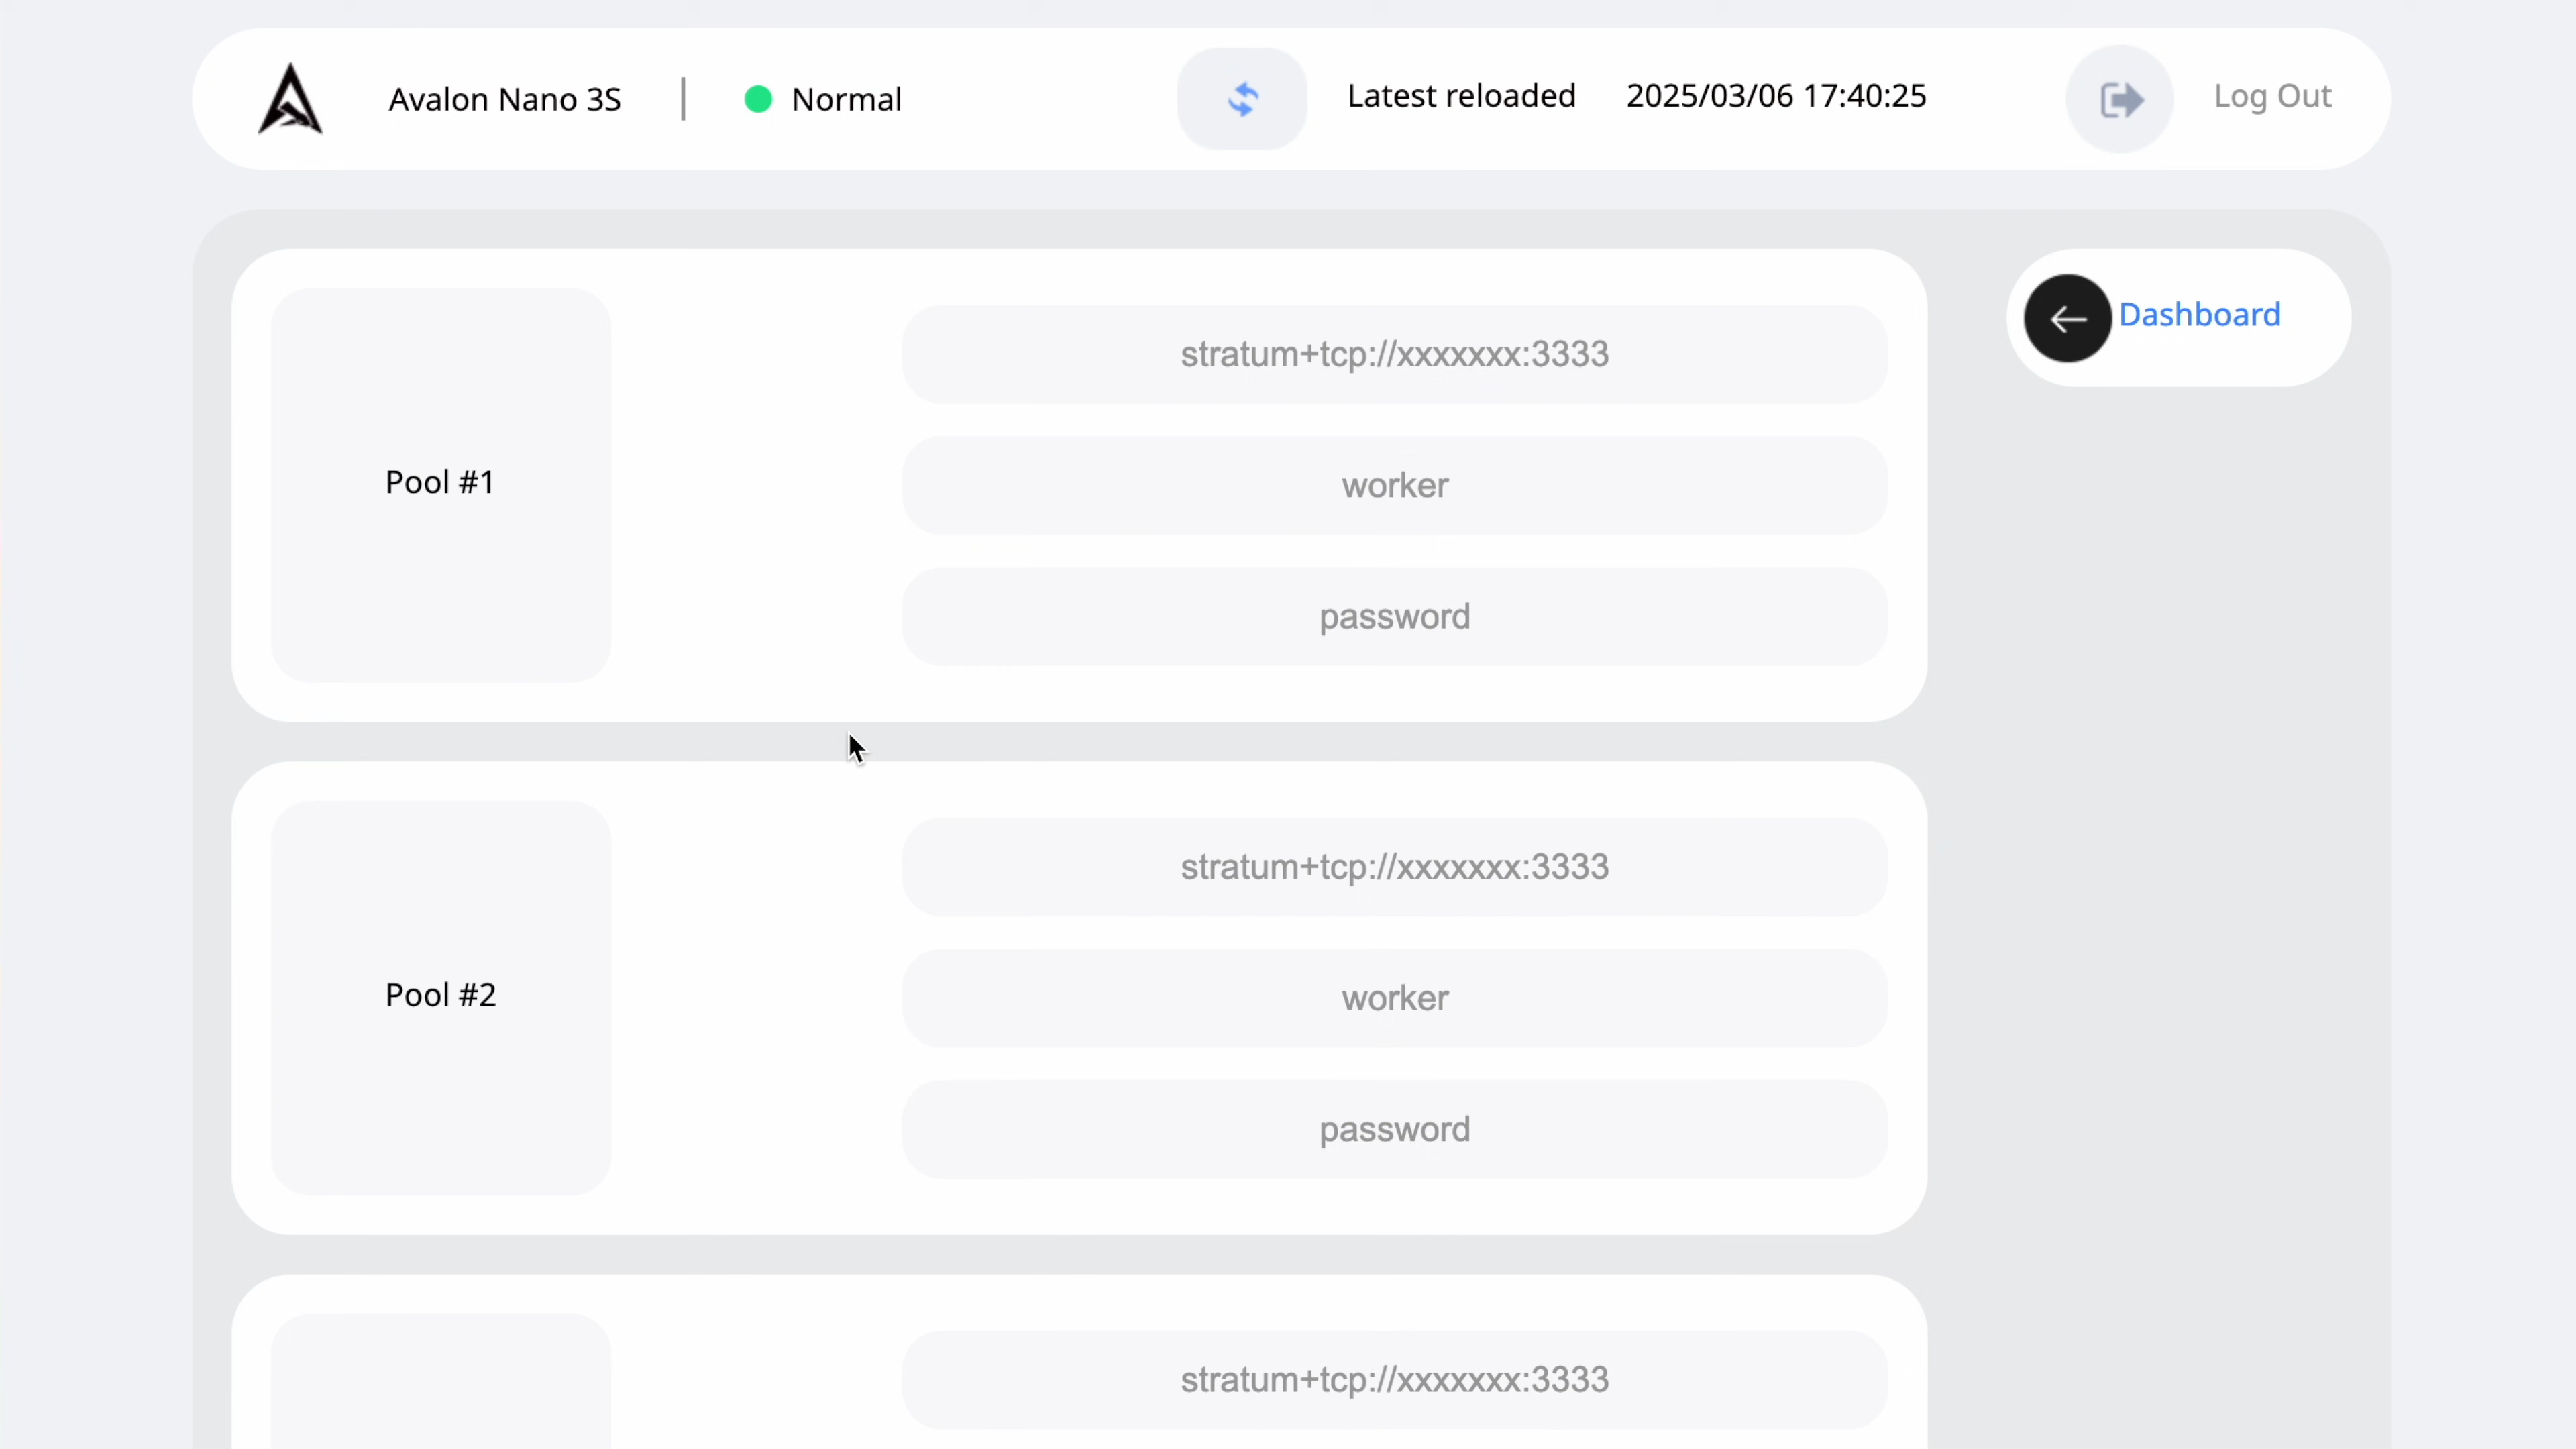 Avalon Nano 3S
Normal
Latest reloaded 2025/03/06 17:40:25
Log Out
Dashboard
Pool #1
stratum+tcp://xxxxxxx:3333
worker
password
Pool #2
stratum+tcp://xxxxxxx:3333
worker
password
stratum+tcp://xxxxxxx:3333